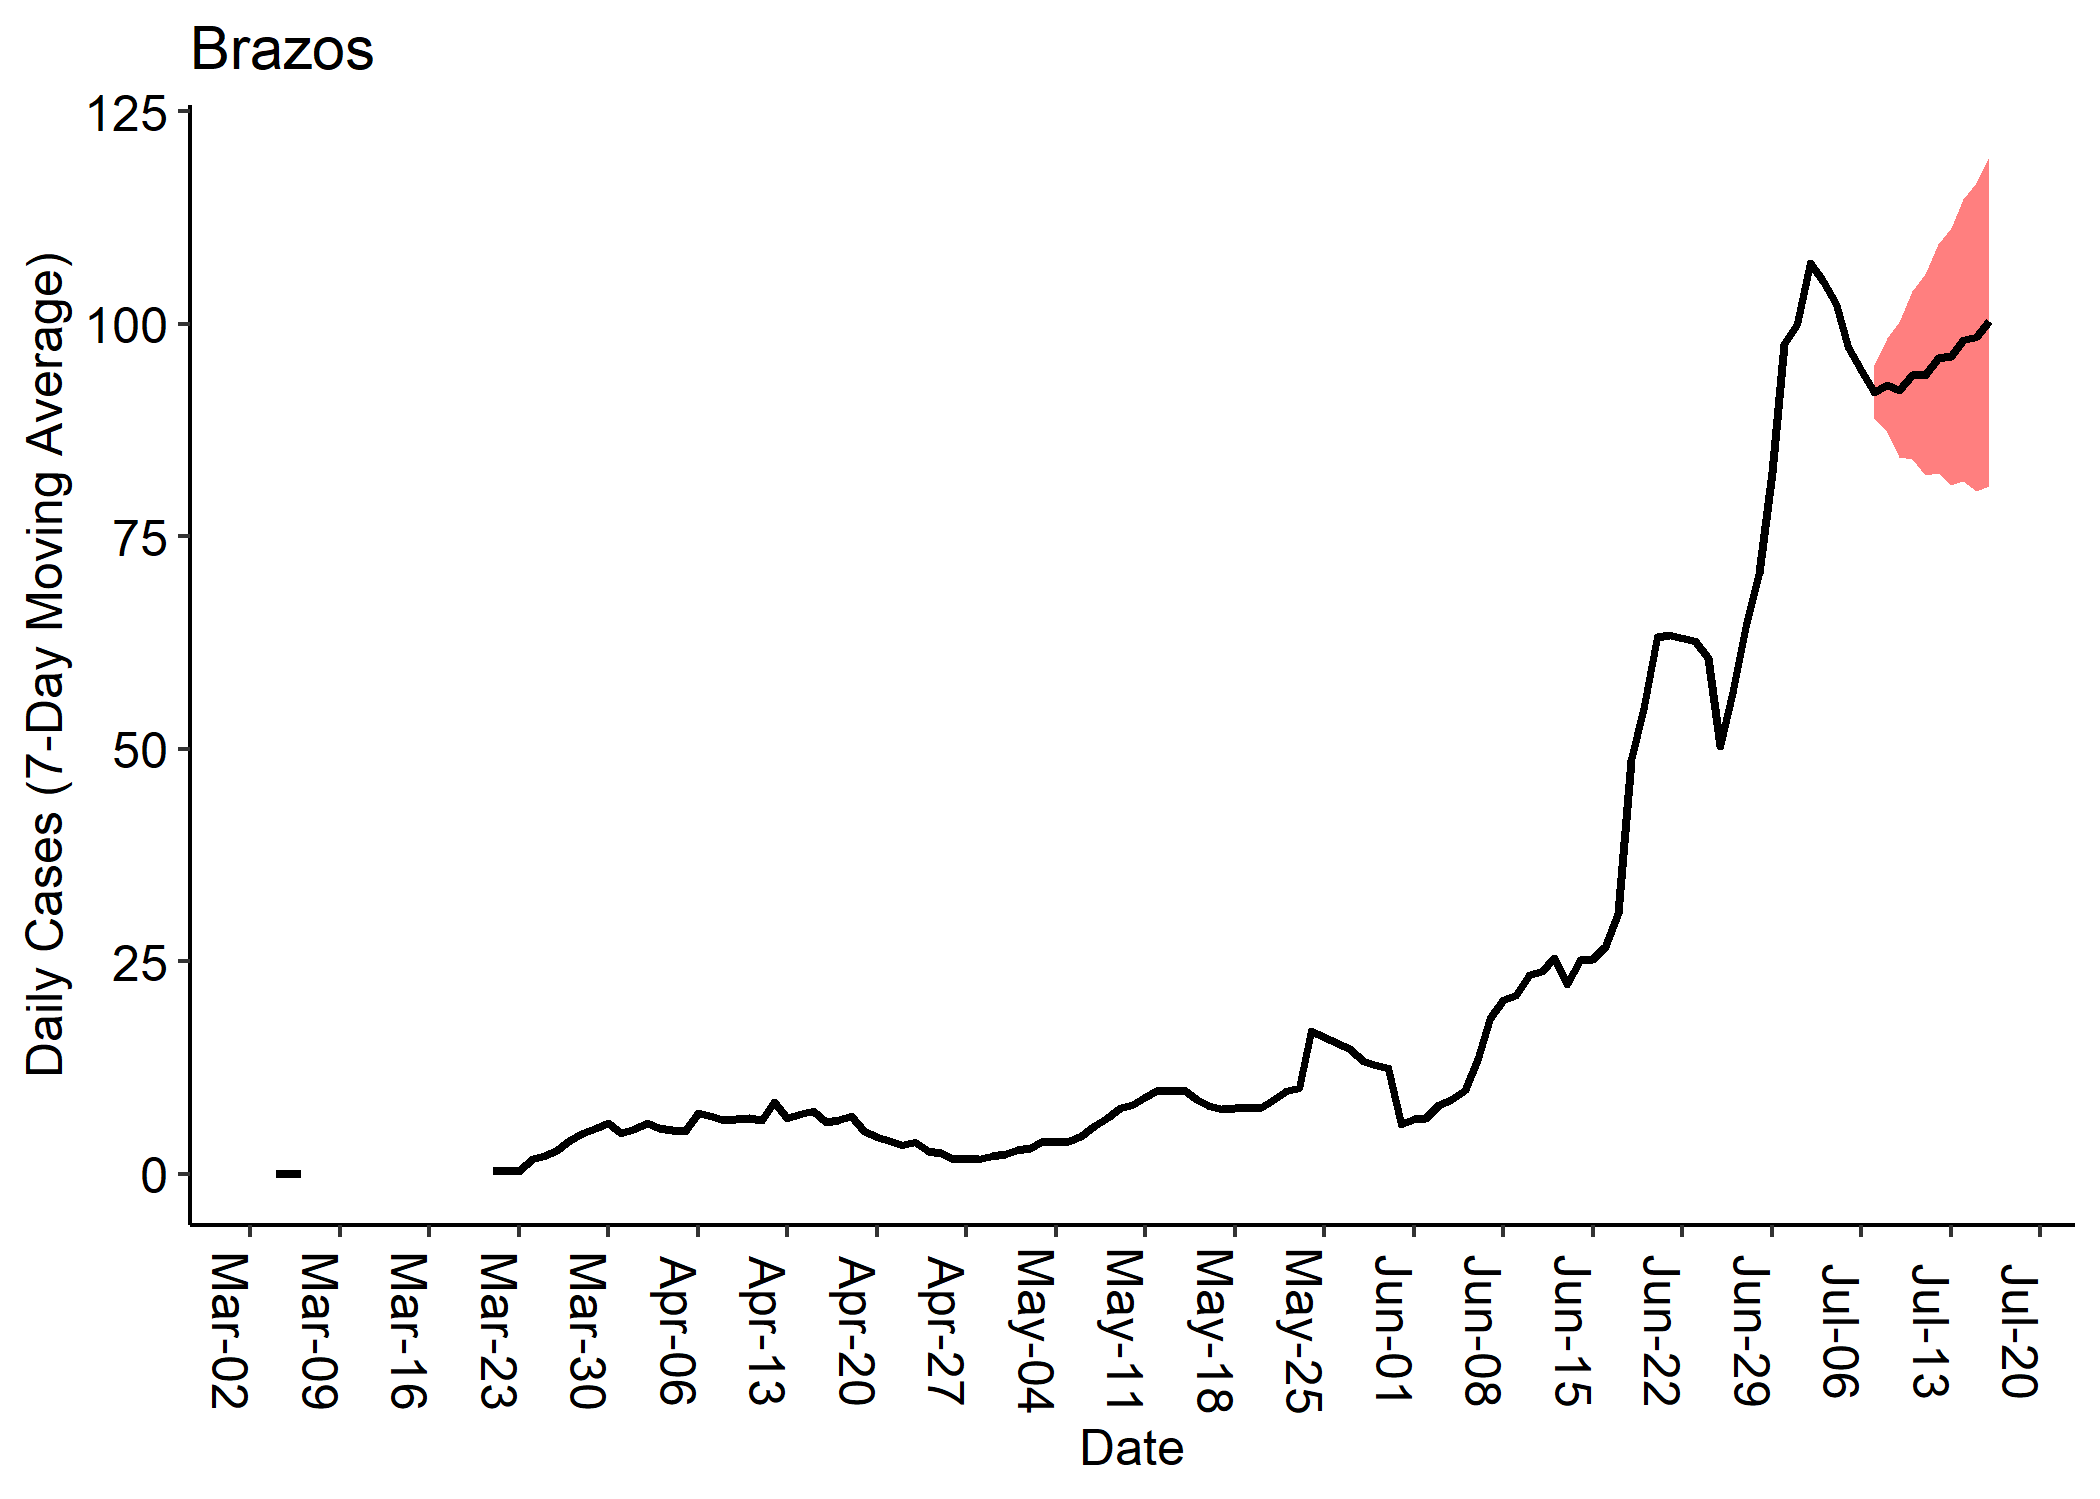 Brazos
Daily Cases (7-Day Moving Average)
125
100
75
50
25
0
Mar-02
Mar-09
Mar-16
Mar-23
Mar-30
Apr-06
Apr-13
Apr-20
Apr-27
May-04
May-11
May-18
May-25
Jun-01
Jun-08
Jun-15
Jun-22
Jun-29
Jul-06
Jul-13
Jul-20
Date